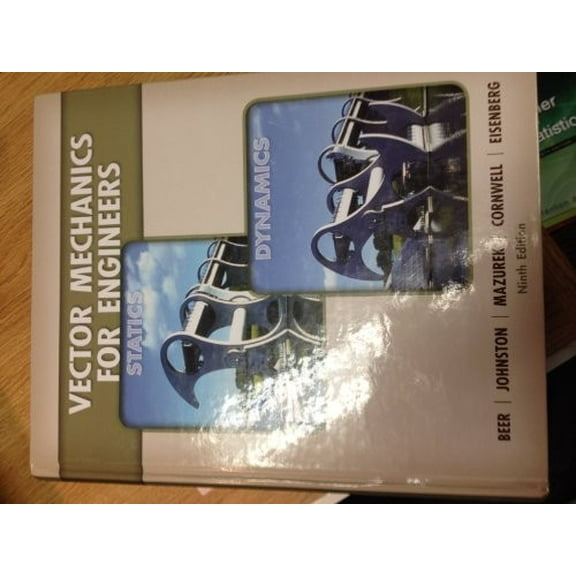 VECTOR MECHANICS
FOR ENGINEERS
STATICS
DYNAMICS
BEER | JOHNSTON | MAZUREK | CORNWELL | EISENBERG
Ninth Edition